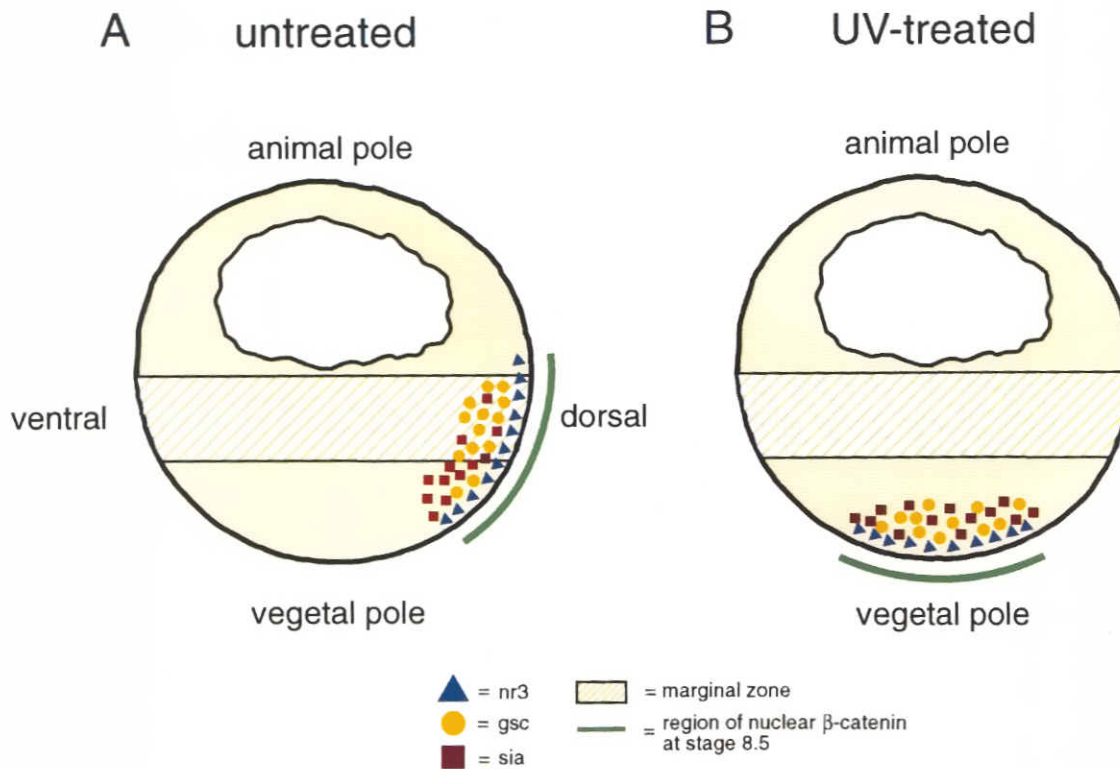 A untreated
B UV-treated
animal pole
animal pole
ventral
dorsal
vegetal pole
vegetal pole
= nr3
= gsc
= sia
= marginal zone
= region of nuclear β-catenin
at stage 8.5